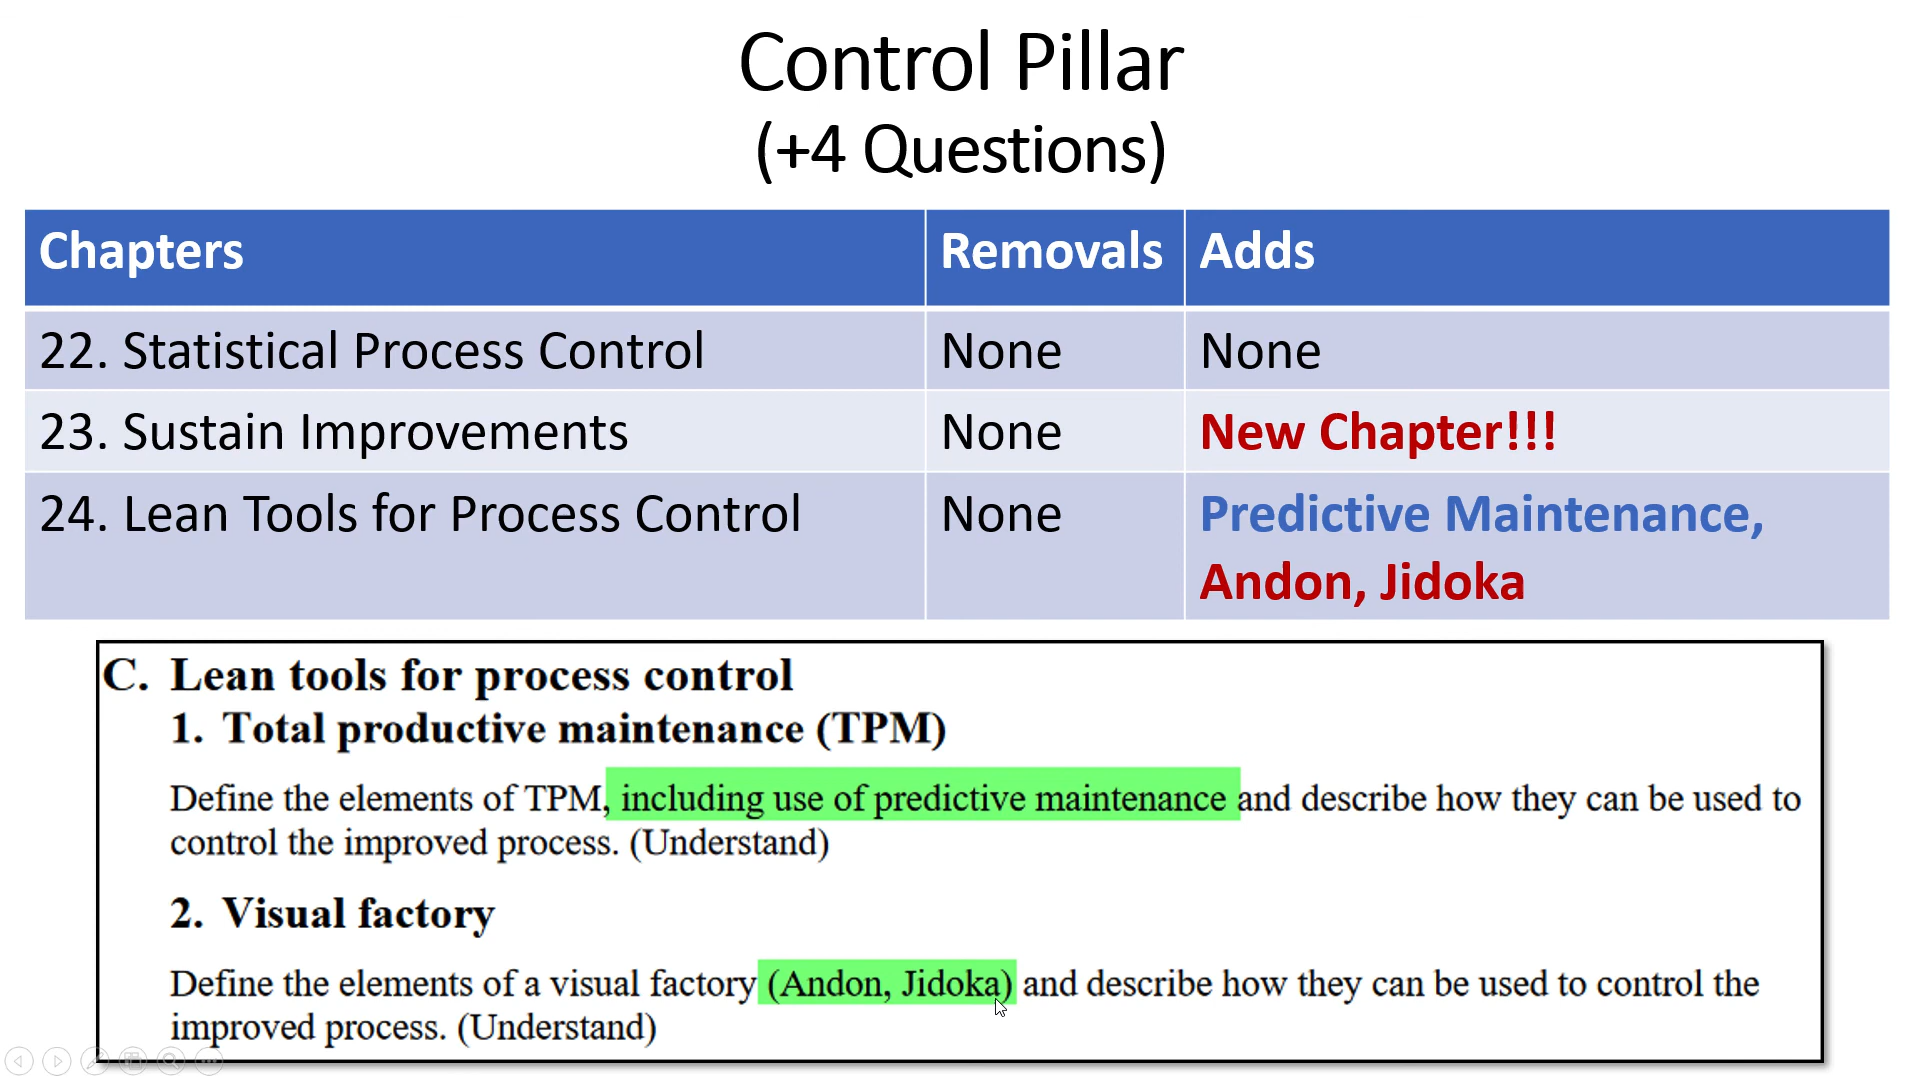 Control Pillar
(+4 Questions)
Chapters Removals Adds
22. Statistical Process Control None None
23. Sustain Improvements None New Chapter!!!
24. Lean Tools for Process Control None Predictive Maintenance,
Andon, Jidoka
C. Lean tools for process control
1. Total productive maintenance (TPM)
Define the elements of TPM, including use of predictive maintenance and describe how they can be used to
control the improved process. (Understand)
2. Visual factory
Define the elements of a visual factory (Andon, Jidoka) and describe how they can be used to control the
improved process. (Understand)